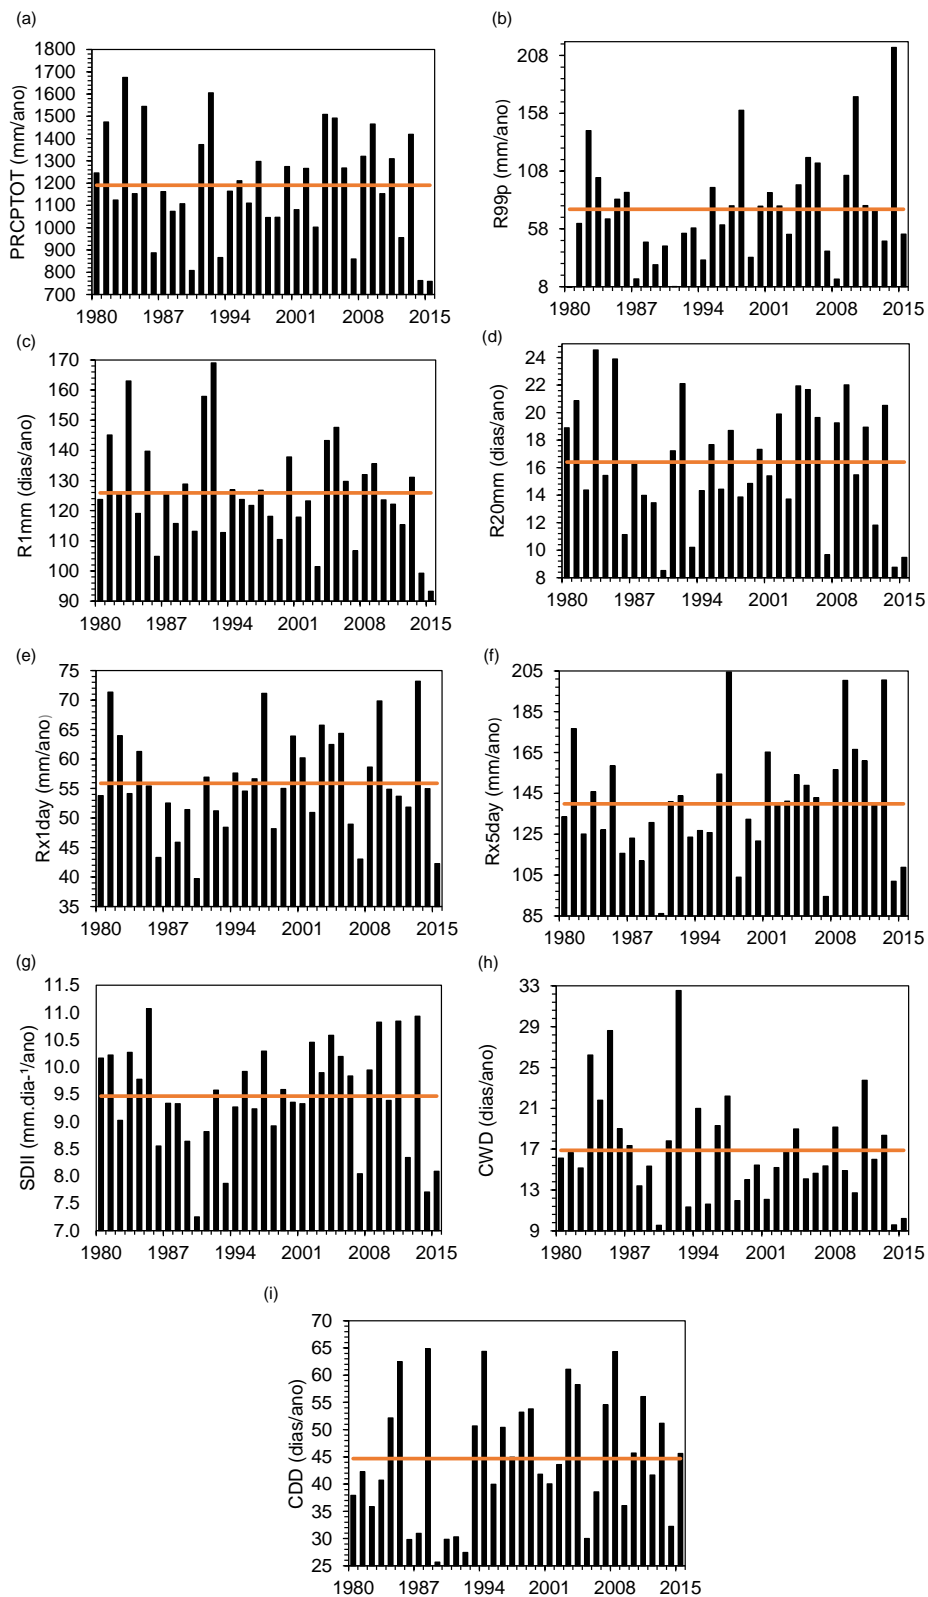 (a)
PRCPTOT (mm/ano)
1800
1700
1600
1500
1400
1300
1200
1100
1000
900
800
700
1980 1987 1994 2001 2008 2015
(b)
R99p (mm/ano)
208
158
108
58
8
1980 1987 1994 2001 2008 2015
(c)
R1mm (dias/ano)
170
160
150
140
130
120
110
100
90
1980 1987 1994 2001 2008 2015
(d)
R20mm (dias/ano)
24
22
20
18
16
14
12
10
8
1980 1987 1994 2001 2008 2015
(e)
Rx1day (mm/ano)
75
70
65
60
55
50
45
40
35
1980 1987 1994 2001 2008 2015
(f)
Rx5day (mm/ano)
205
185
165
145
125
105
85
1980 1987 1994 2001 2008 2015
(g)
SDII (mm.dia-¹/ano)
11.5
11.0
10.5
10.0
9.5
9.0
8.5
8.0
7.5
7.0
1980 1987 1994 2001 2008 2015
(h)
CWD (dias/ano)
33
29
25
21
17
13
9
1980 1987 1994 2001 2008 2015
(i)
CDD (dias/ano)
70
65
60
55
50
45
40
35
30
25
1980 1987 1994 2001 2008 2015